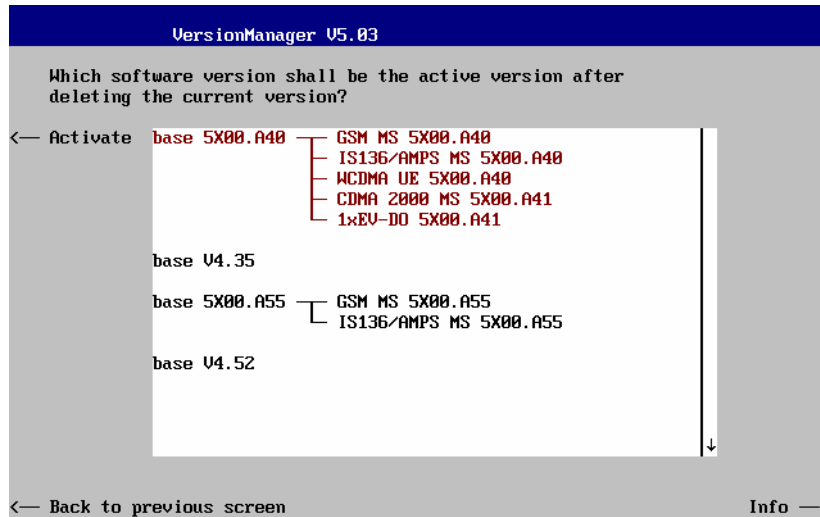 VersionManager V5.03
Which software version shall be the active version after
deleting the current version?
<— Activate base 5X00.A40 GSM MS 5X00.A40
IS136/AMPS MS 5X00.A40
WCDMA UE 5X00.A40
CDMA 2000 MS 5X00.A41
1xEV-DO 5X00.A41
base V4.35
base 5X00.A55 GSM MS 5X00.A55
IS136/AMPS MS 5X00.A55
base V4.52
↓
<— Back to previous screen Info —